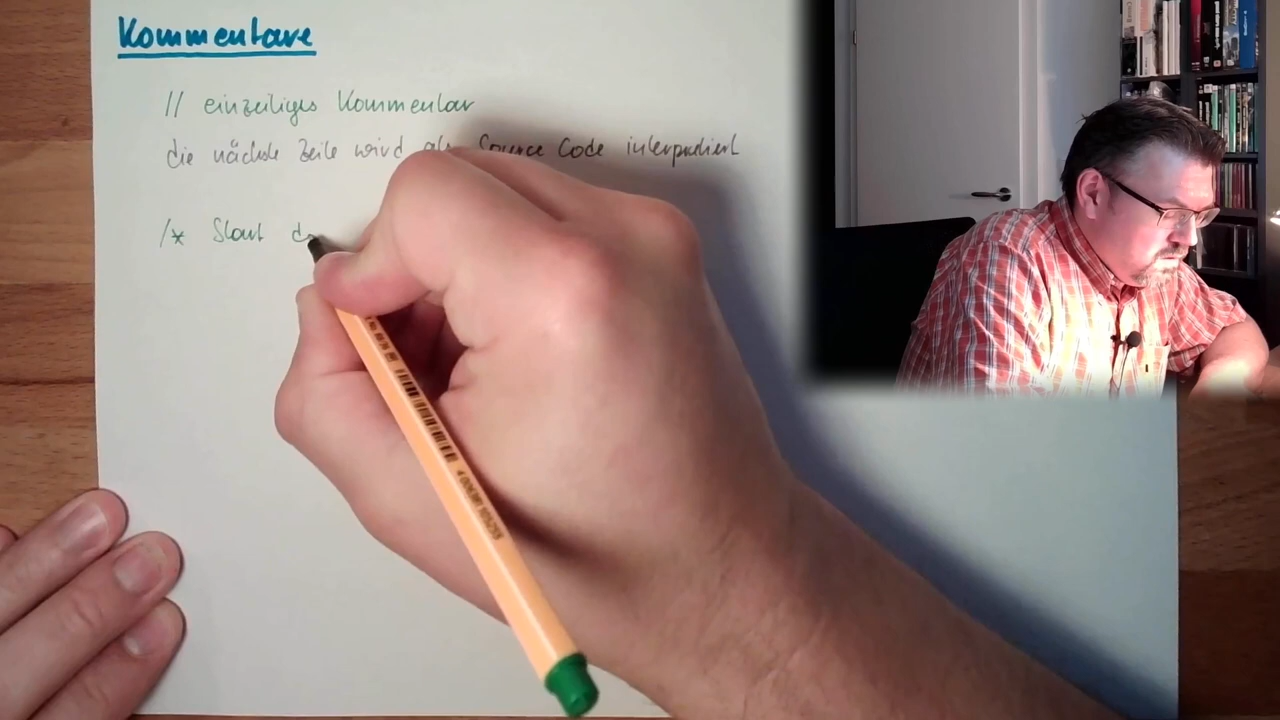 Kommentare
// einzeiliges Kommentar
die nächste Zeile wird als Source Code interpretiert
/* Start